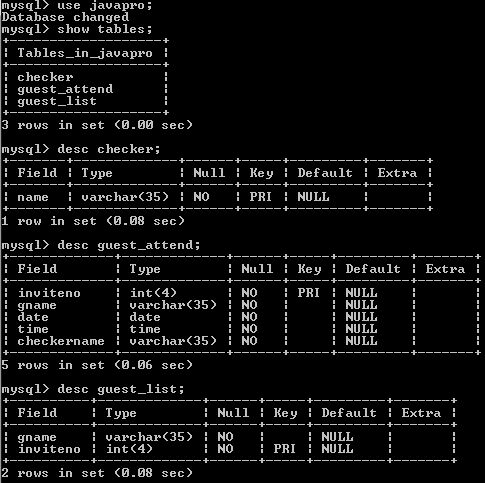 mysql> use javapro;
Database changed
mysql> show tables;
+--------------------+
| Tables_in_javapro |
+--------------------+
| checker |
| guest_attend |
| guest_list |
+--------------------+
3 rows in set (0.00 sec)
mysql> desc checker;
+-------+-------------+------+-----+---------+-------+
| Field | Type | Null | Key | Default | Extra |
+-------+-------------+------+-----+---------+-------+
| name | varchar(35) | NO | PRI | NULL | |
+-------+-------------+------+-----+---------+-------+
1 row in set (0.08 sec)
mysql> desc guest_attend;
+-------------+-------------+------+-----+---------+-------+
| Field | Type | Null | Key | Default | Extra |
+-------------+-------------+------+-----+---------+-------+
| inviteno | int(4) | NO | PRI | NULL | |
| gname | varchar(35) | NO | | NULL | |
| date | date | NO | | NULL | |
| time | time | NO | | NULL | |
| checkername | varchar(35) | NO | | NULL | |
+-------------+-------------+------+-----+---------+-------+
5 rows in set (0.06 sec)
mysql> desc guest_list;
+----------+-------------+------+-----+---------+-------+
| Field | Type | Null | Key | Default | Extra |
+----------+-------------+------+-----+---------+-------+
| gname | varchar(35) | NO | | NULL | |
| inviteno | int(4) | NO | PRI | NULL | |
+----------+-------------+------+-----+---------+-------+
2 rows in set (0.08 sec)